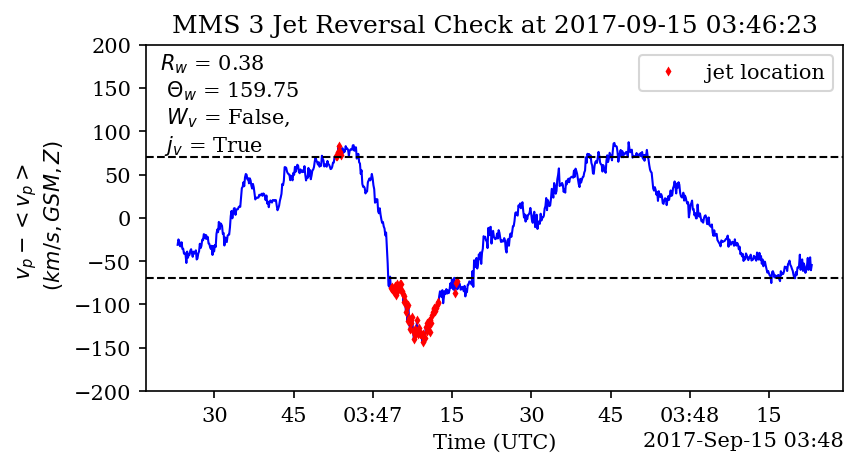 MMS 3 Jet Reversal Check at 2017-09-15 03:46:23
R_w = 0.38
Θ_w = 159.75
W_v = False,
j_v = True
jet location
v_p − < v_p >
(km/s, GSM, Z)
200
150
100
50
0
−50
−100
−150
−200
30 45 03:47 15 30 45 03:48 15
Time (UTC)
2017-Sep-15 03:48